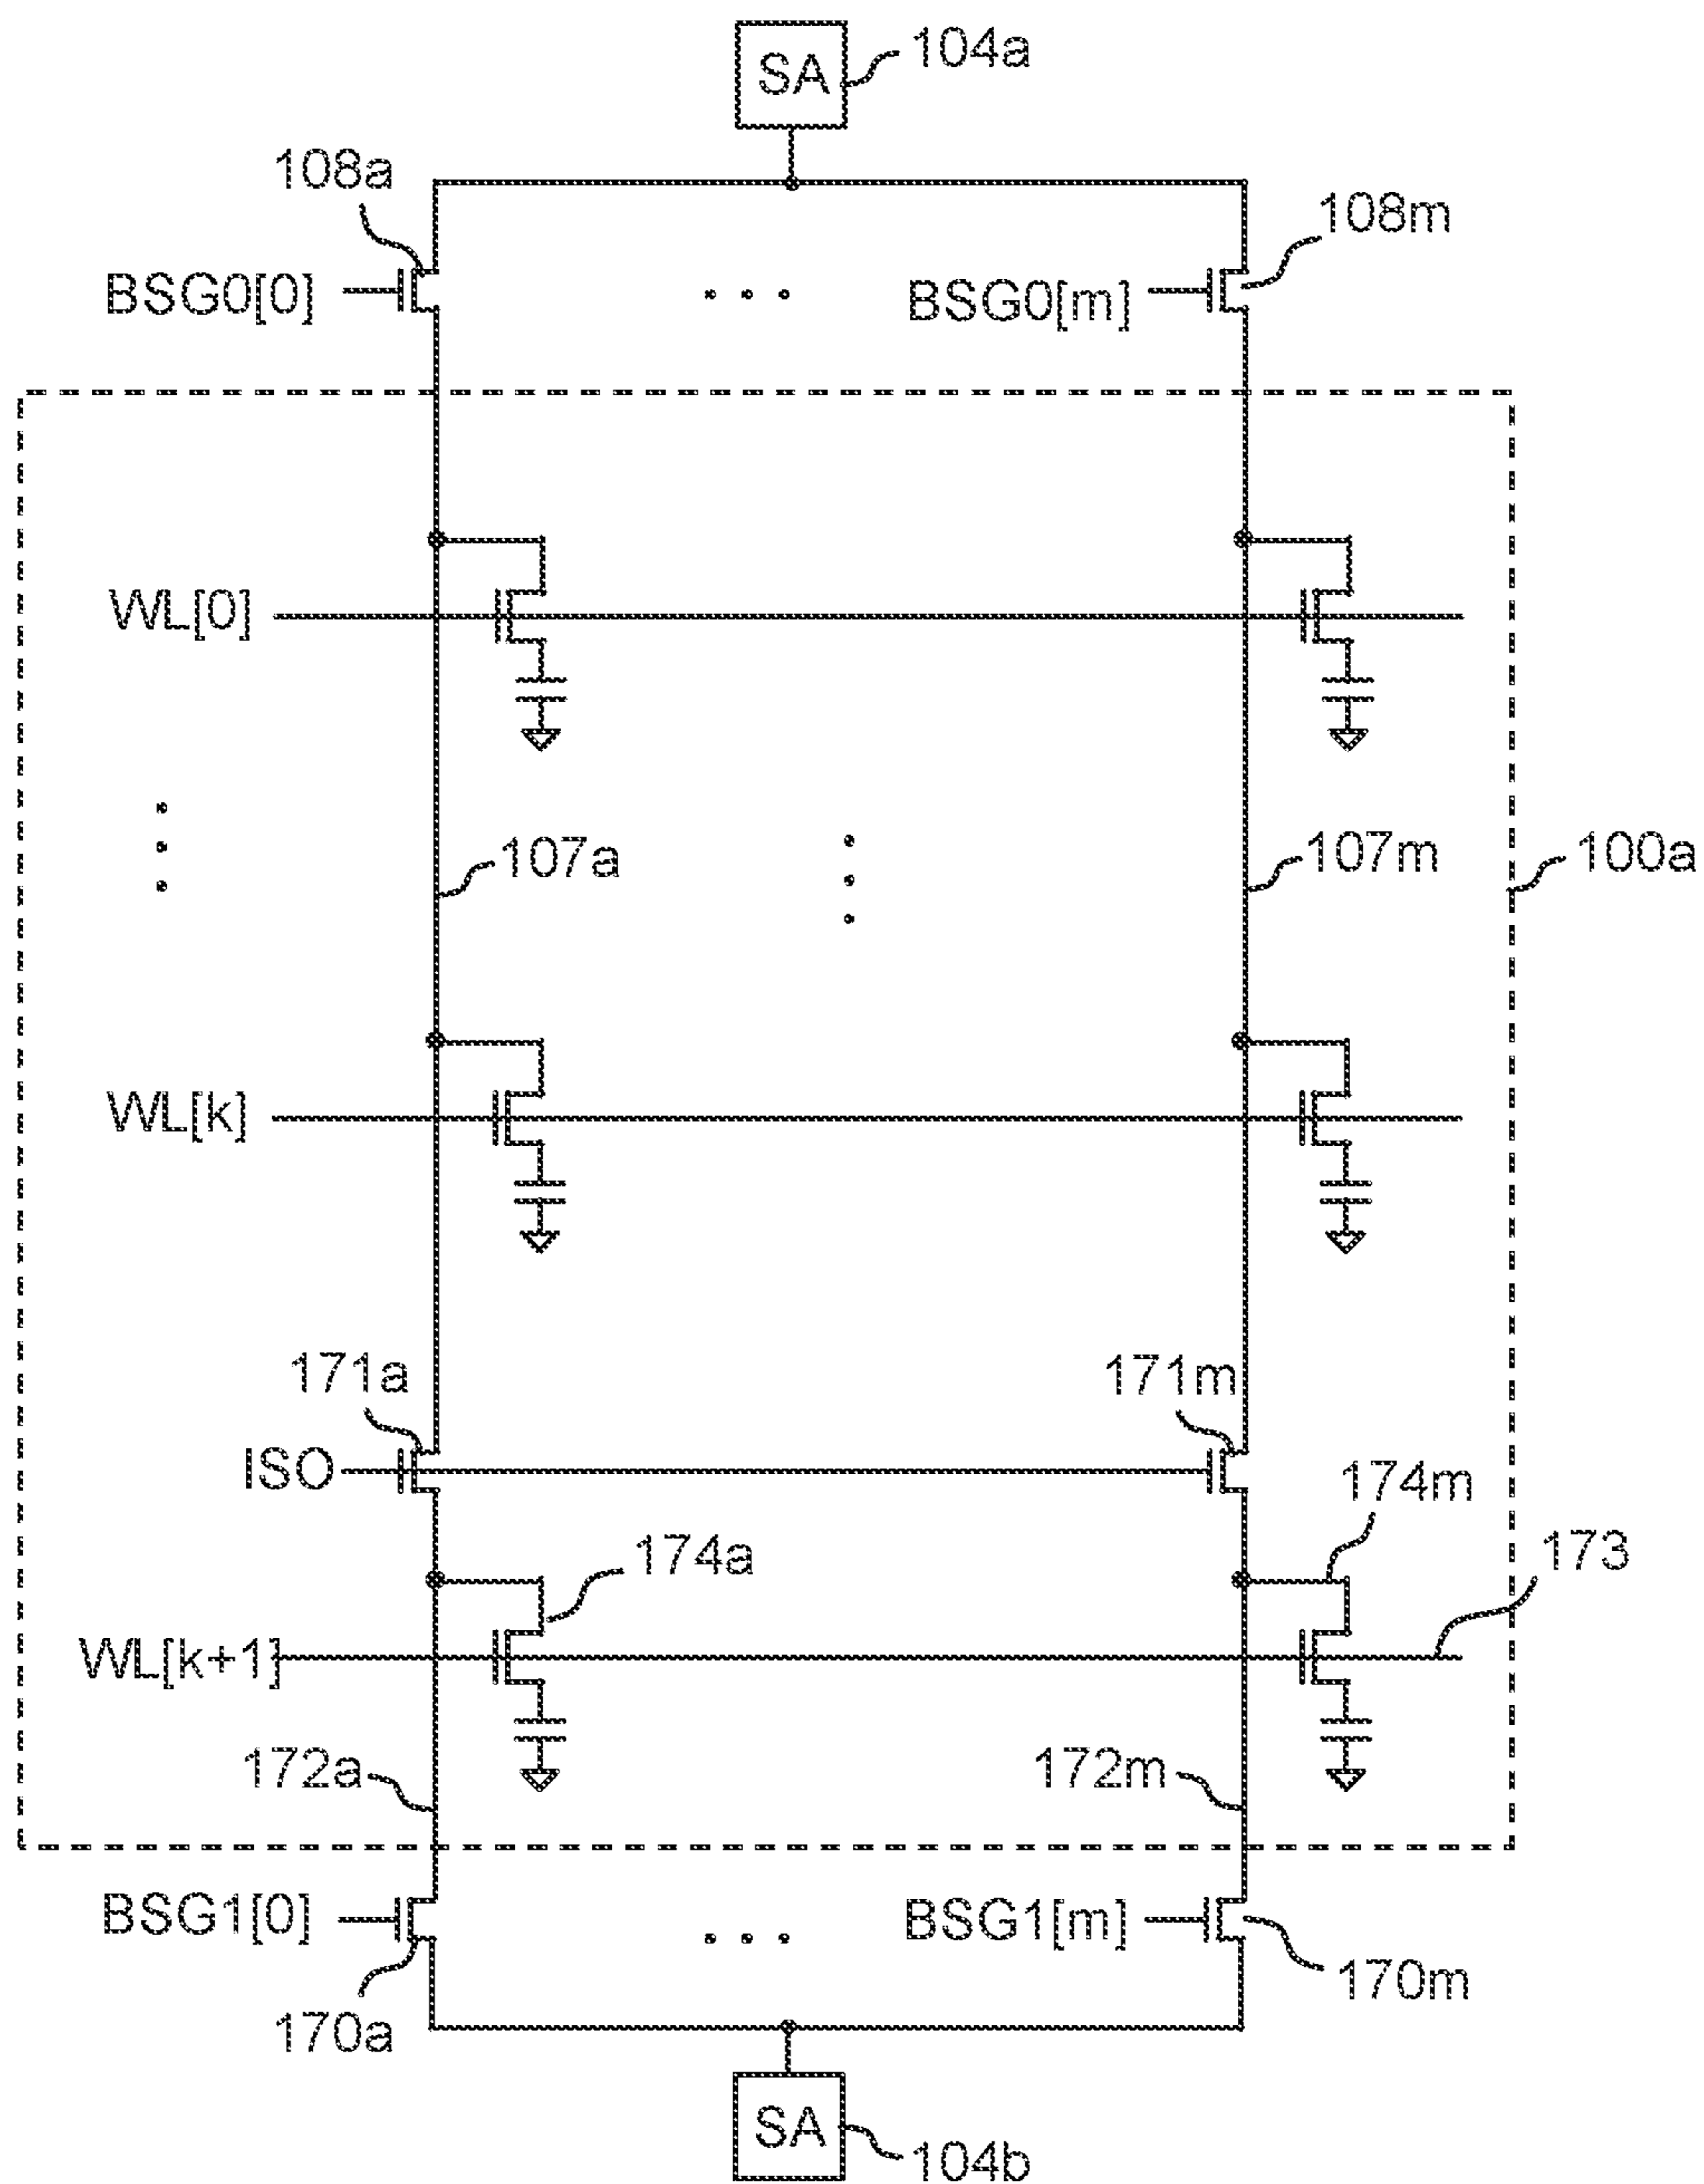 SA
104a
108a
108m
BSG0[0]
BSG0[m]
WL[0]
107a
107m
100a
WL[k]
171a
171m
ISO
174m
174a
173
WL[k+1]
172a
172m
BSG1[0]
BSG1[m]
170m
170a
SA
104b